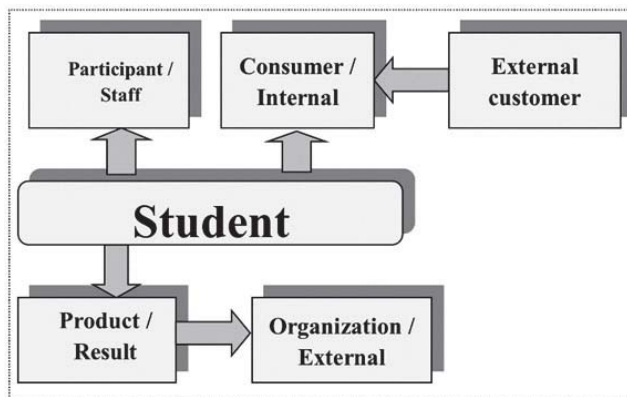 Participant /
Staff
Consumer /
Internal
External
customer
Student
Product /
Result
Organization /
External